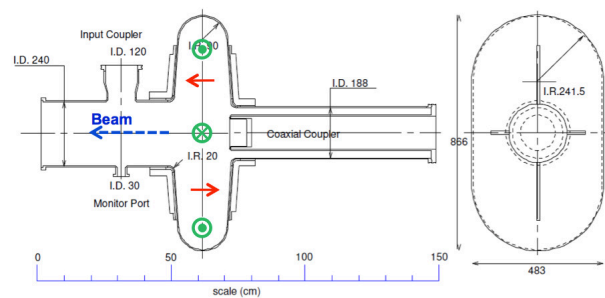 Input Coupler
I.D. 120
I.D. 240
I.R. 90
I.D. 188
I.R.241.5
Beam
Coaxial Coupler
866
I.R. 20
I.D. 30
Monitor Port
483
0 50 100 150
scale (cm)